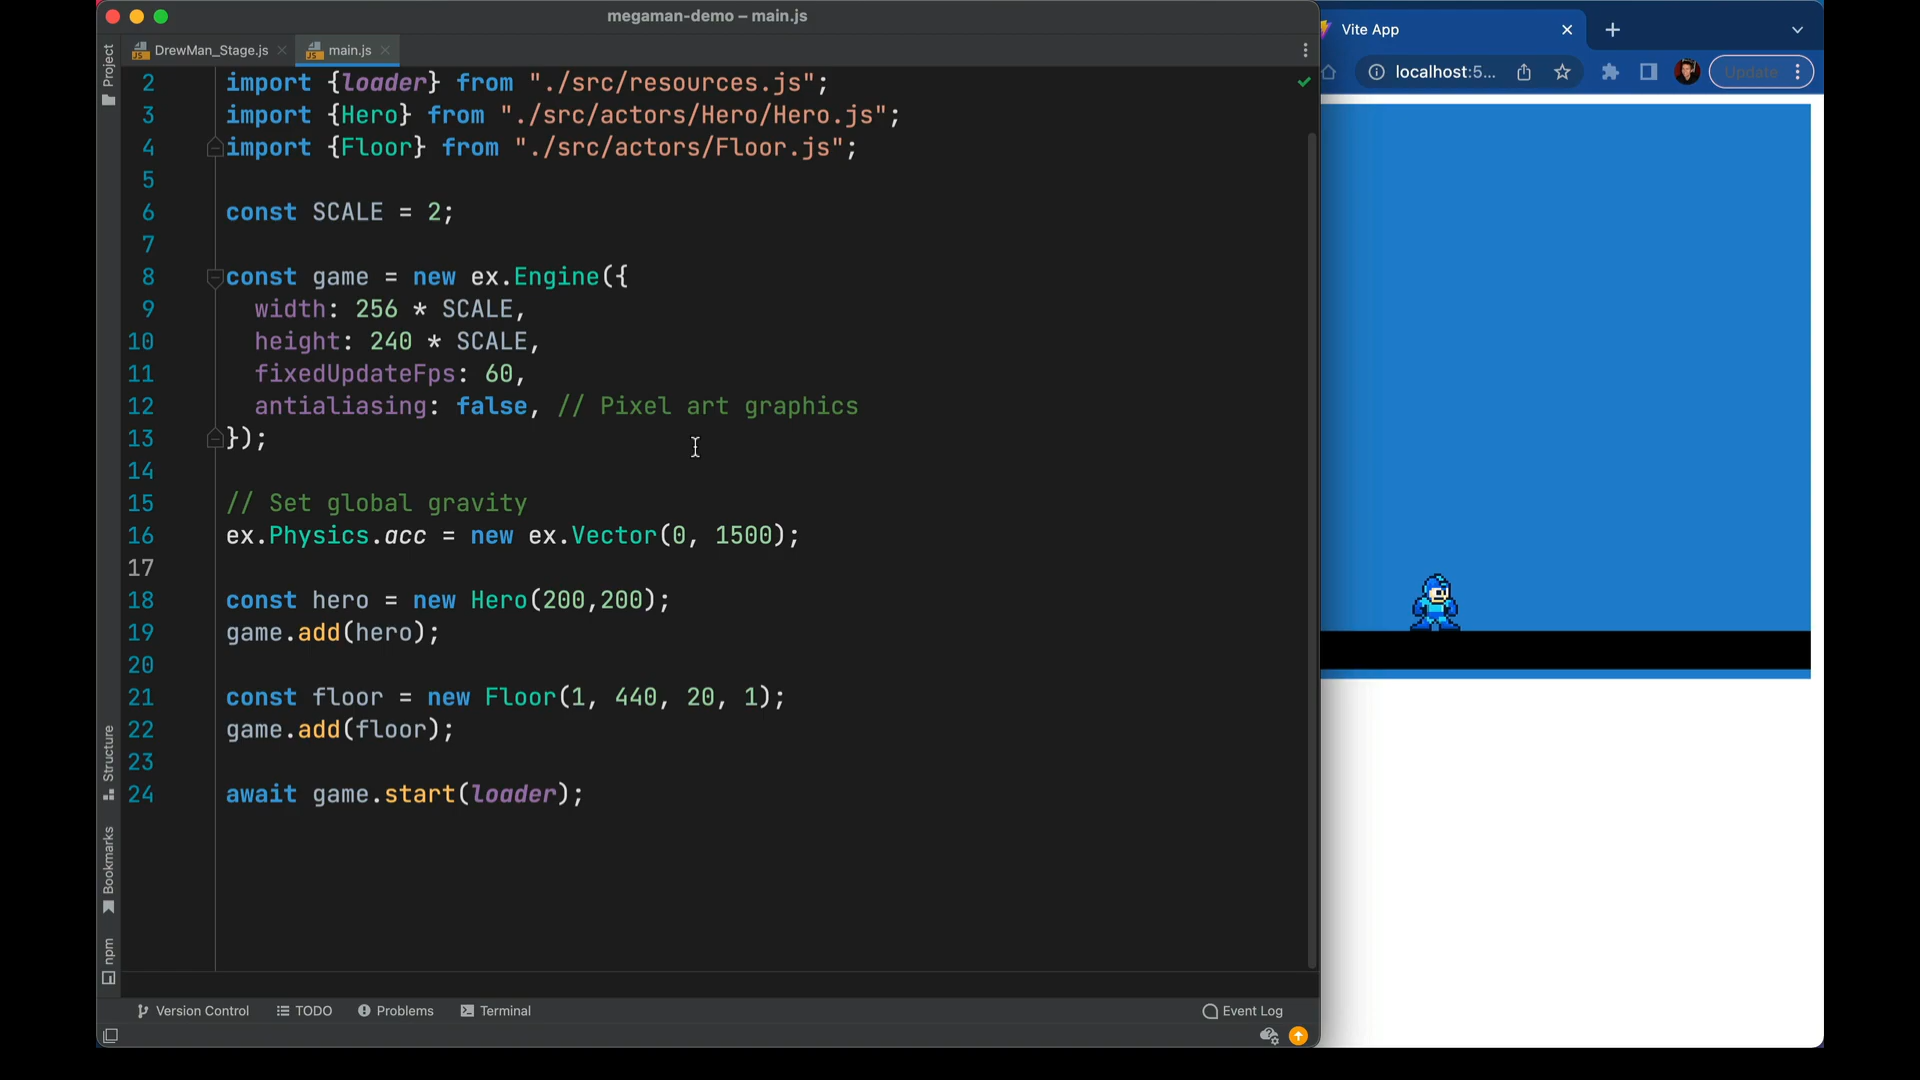 megaman-demo – main.js
DrewMan_Stage.js
main.js
Project
2 import {loader} from "./src/resources.js";
3 import {Hero} from "./src/actors/Hero/Hero.js";
4 import {Floor} from "./src/actors/Floor.js";
5
6 const SCALE = 2;
7
8 const game = new ex.Engine({
9 width: 256 * SCALE,
10 height: 240 * SCALE,
11 fixedUpdateFps: 60,
12 antialiasing: false, // Pixel art graphics
13 });
14
15 // Set global gravity
16 ex.Physics.acc = new ex.Vector(0, 1500);
17
18 const hero = new Hero(200,200);
19 game.add(hero);
20
21 const floor = new Floor(1, 440, 20, 1);
22 game.add(floor);
23
24 await game.start(loader);
Structure
Bookmarks
npm
Version Control
TODO
Problems
Terminal
Event Log
Vite App
localhost:5...
Update